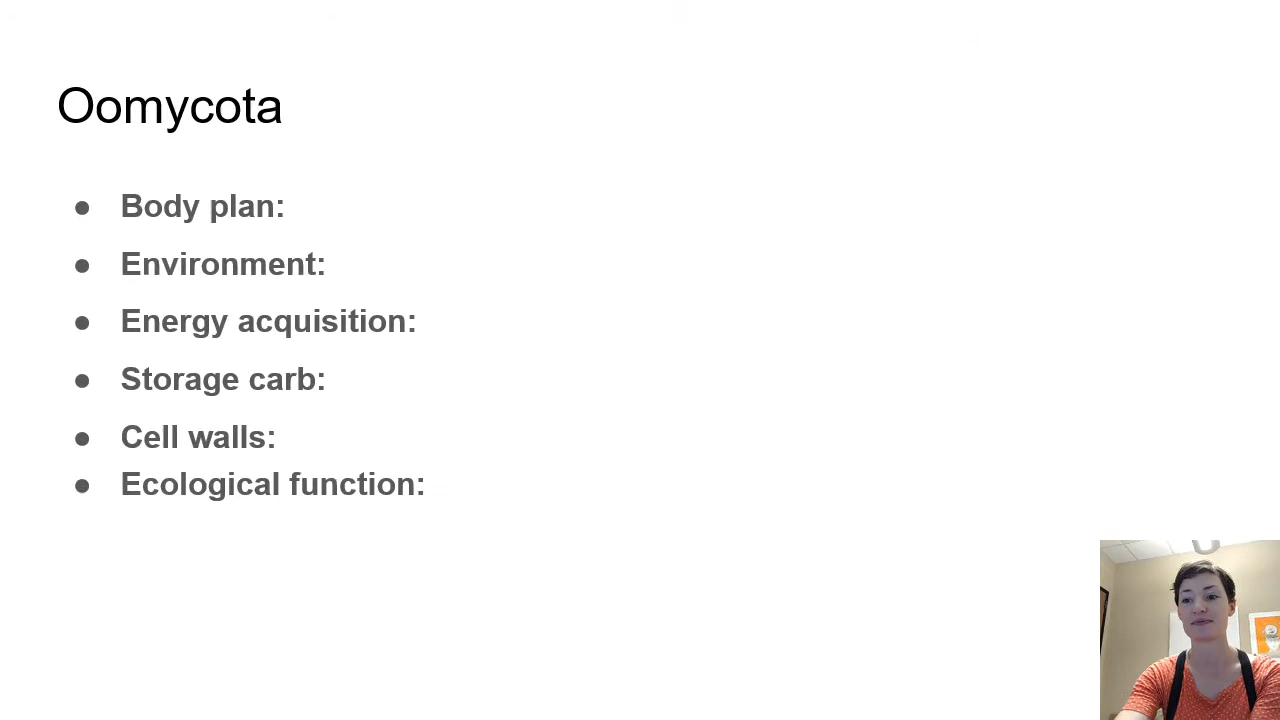 Oomycota
● Body plan:
● Environment:
● Energy acquisition:
● Storage carb:
● Cell walls:
● Ecological function: